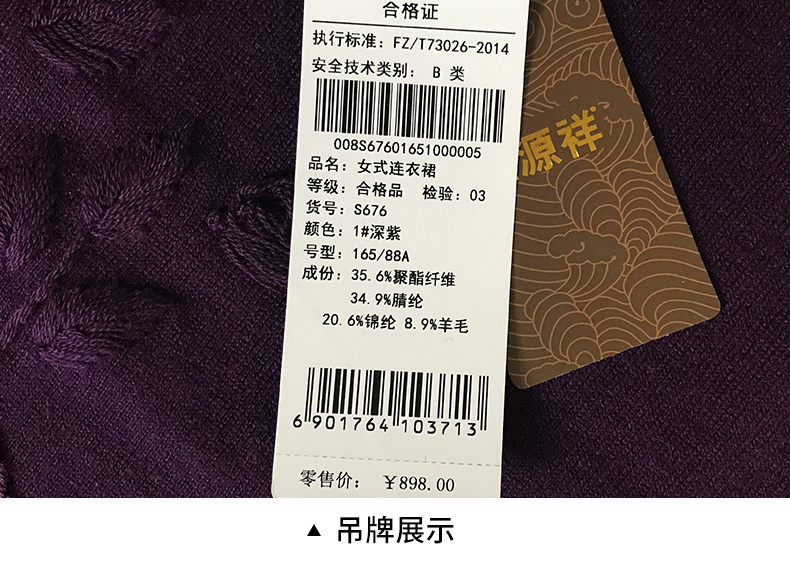 合格证
执行标准：FZ/T73026-2014
安全技术类别： B 类
008S67601651000005
品名：女式连衣裙
等级：合格品 检验：03
货号：S676
颜色：1#深紫
号型：165/88A
成份：35.6%聚酯纤维
34.9%腈纶
20.6%锦纶 8.9%羊毛
6 901764 103713
零售价： ￥898.00
源祥
▲ 吊牌展示